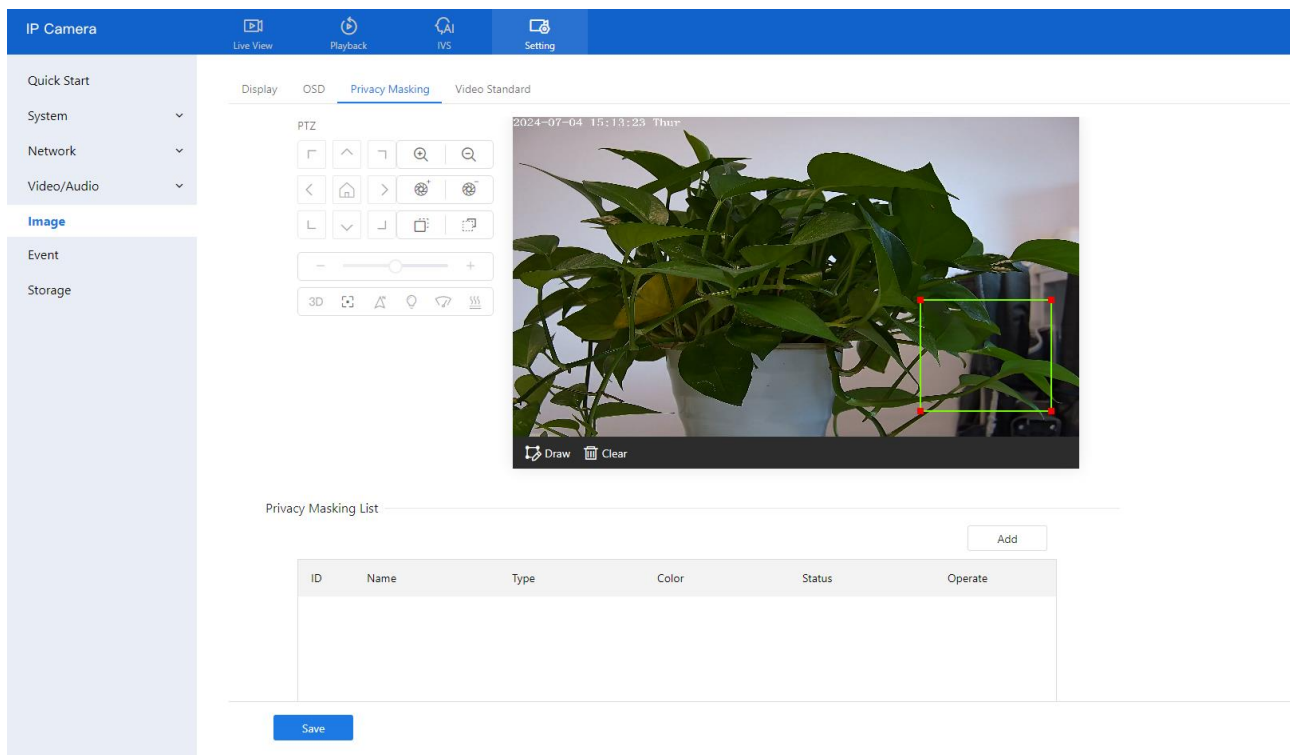 IP Camera
Live View
Playback
AI
IVS
Setting
Quick Start
System
Network
Video/Audio
Image
Event
Storage
Display OSD Privacy Masking Video Standard
PTZ
3D
2024-07-04 15:13:23 Thur
Draw Clear
Privacy Masking List
Add
ID Name Type Color Status Operate
Save